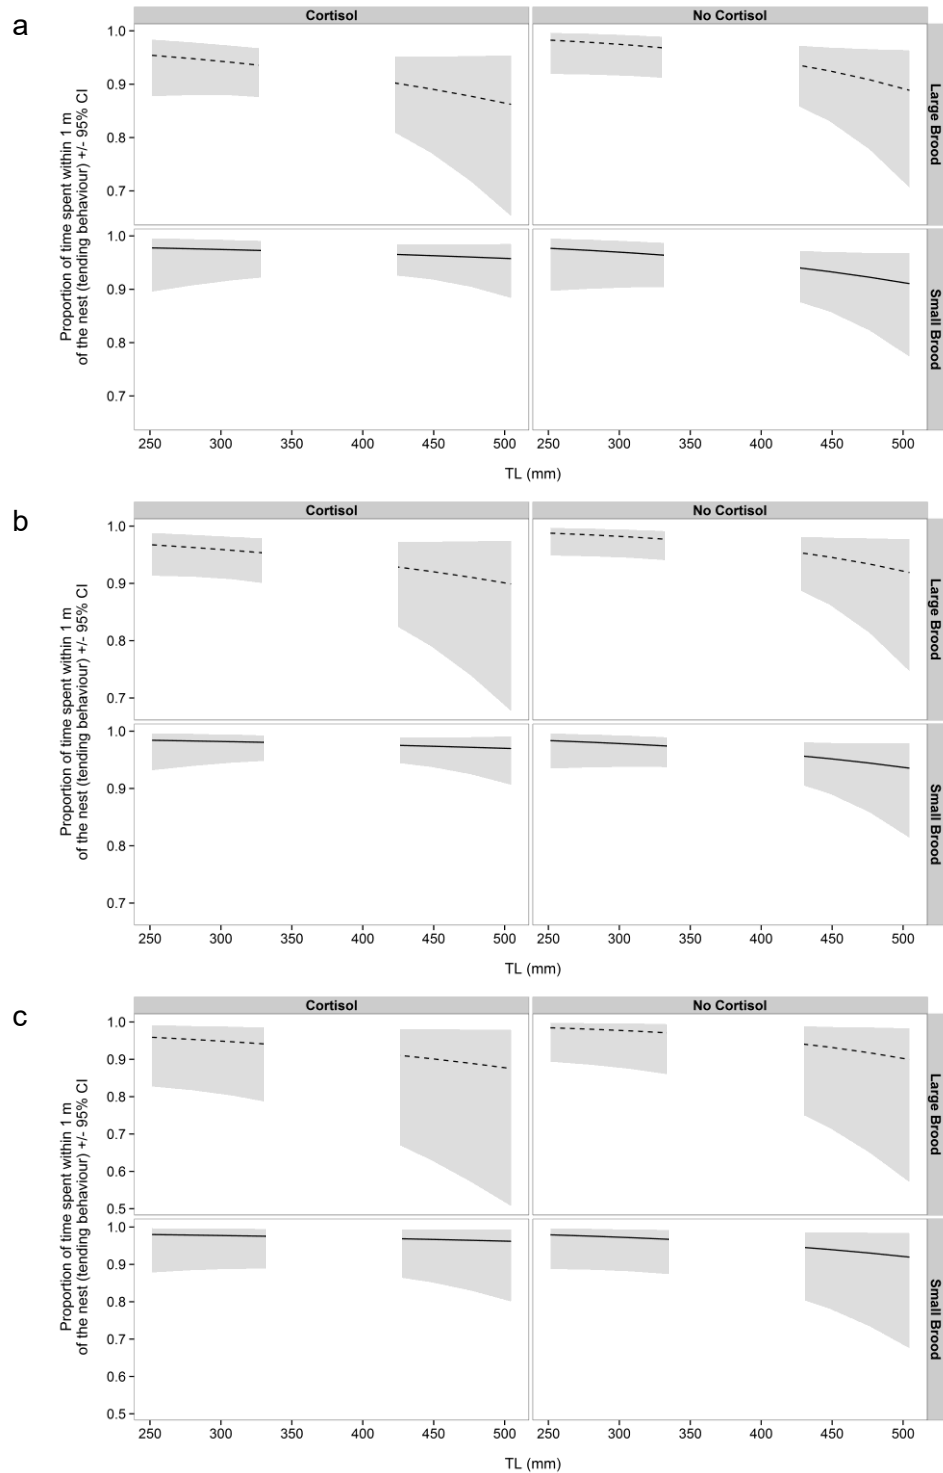 a
Cortisol
No Cortisol
Proportion of time spent within 1 m
of the nest (tending behaviour) +/- 95% CI
1.0
0.9
0.8
0.7
Large Brood
1.0
0.9
0.8
0.7
Small Brood
250 300 350 400 450 500
250 300 350 400 450 500
TL (mm)
b
Cortisol
No Cortisol
Proportion of time spent within 1 m
of the nest (tending behaviour) +/- 95% CI
1.0
0.9
0.8
0.7
Large Brood
1.0
0.9
0.8
0.7
Small Brood
250 300 350 400 450 500
250 300 350 400 450 500
TL (mm)
c
Cortisol
No Cortisol
Proportion of time spent within 1 m
of the nest (tending behaviour) +/- 95% CI
1.0
0.9
0.8
0.7
0.6
0.5
Large Brood
1.0
0.9
0.8
0.7
0.6
0.5
Small Brood
250 300 350 400 450 500
250 300 350 400 450 500
TL (mm)